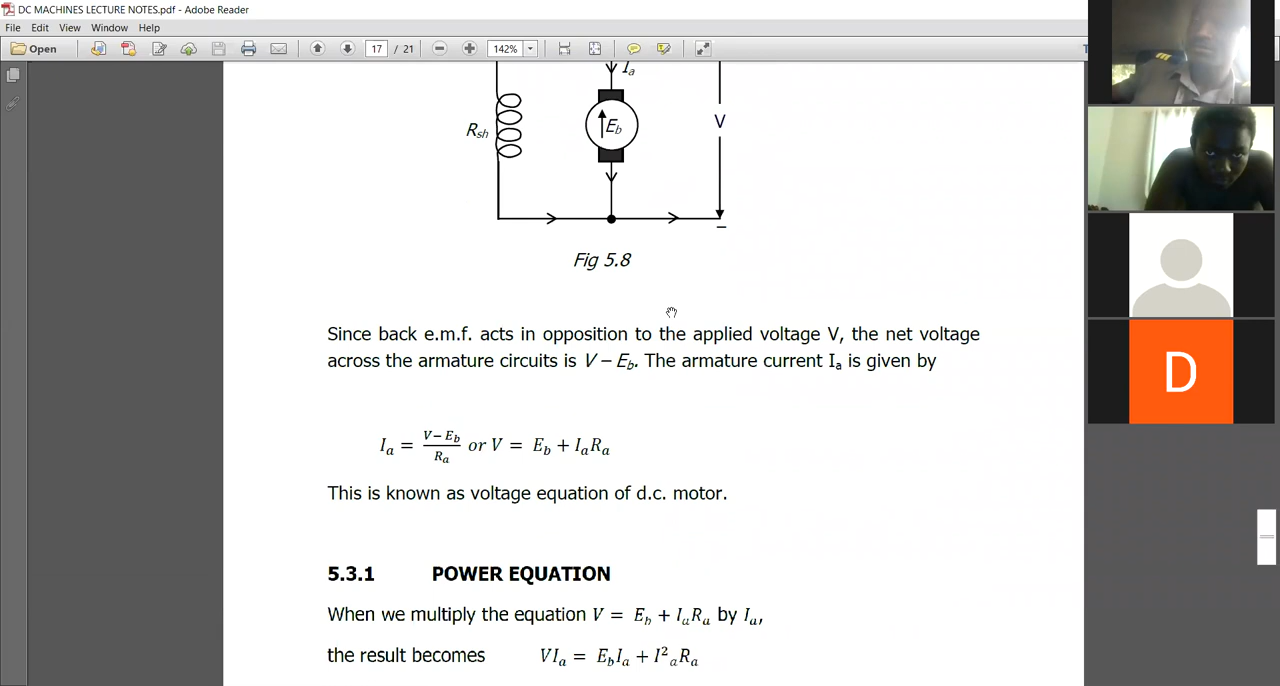 DC MACHINES LECTURE NOTES.pdf - Adobe Reader
File Edit View Window Help
Open 17 / 21 142%
Iₐ
Rsh
Eb
V
−
Fig 5.8
Since back e.m.f. acts in opposition to the applied voltage V, the net voltage
across the armature circuits is V – Eb. The armature current Iₐ is given by
Iₐ = V− Eb / Rₐ or V = Eb + IₐRₐ
This is known as voltage equation of d.c. motor.
5.3.1 POWER EQUATION
When we multiply the equation V = Eb + IₐRₐ by Iₐ,
the result becomes VIₐ = EbIₐ + I²ₐRₐ
D